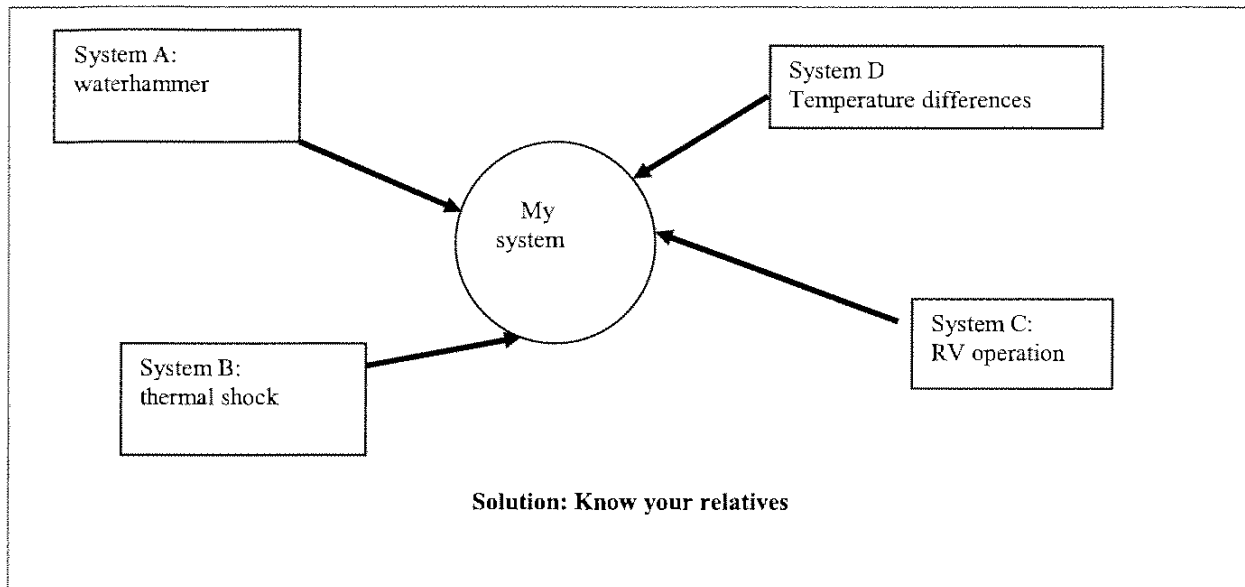 System A:
waterhammer
System D
Temperature differences
My
system
System C:
RV operation
System B:
thermal shock
Solution: Know your relatives